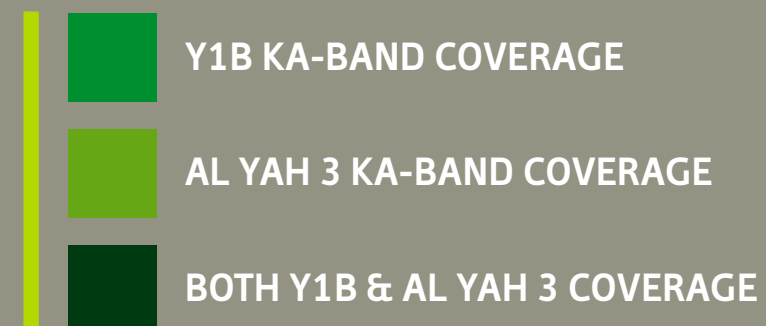 Y1B KA-BAND COVERAGE
AL YAH 3 KA-BAND COVERAGE
BOTH Y1B & AL YAH 3 COVERAGE